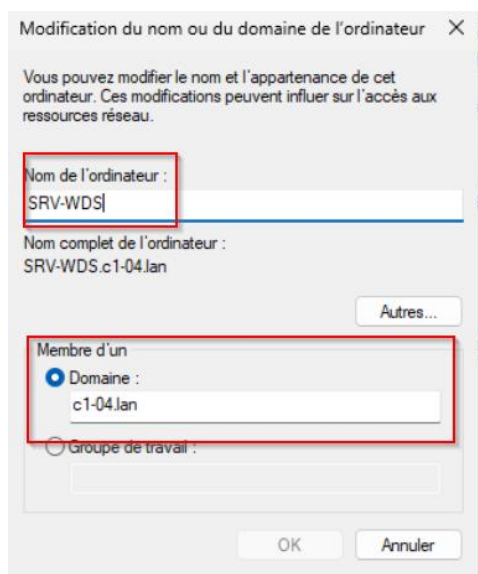 Modification du nom ou du domaine de l'ordinateur
Vous pouvez modifier le nom et l'appartenance de cet
ordinateur. Ces modifications peuvent influer sur l'accès aux
ressources réseau.
Nom de l'ordinateur :
SRV-WDS
Nom complet de l'ordinateur :
SRV-WDS.c1-04.lan
Autres...
Membre d'un
Domaine :
c1-04.lan
Groupe de travail :
OK
Annuler